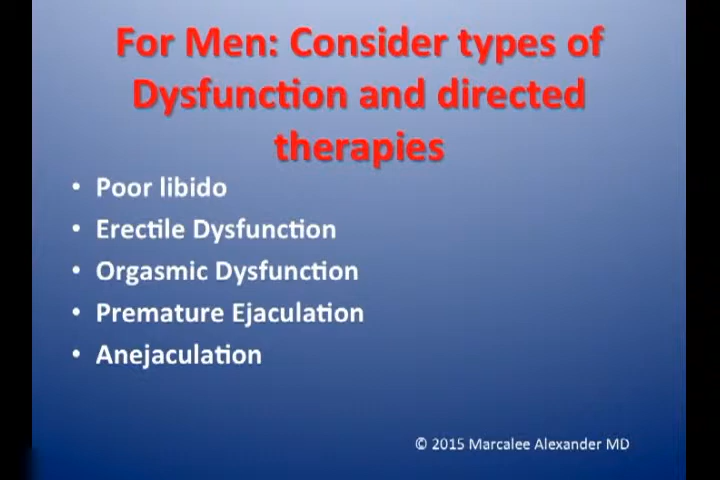 For Men: Consider types of
Dysfunction and directed
therapies
• Poor libido
• Erectile Dysfunction
• Orgasmic Dysfunction
• Premature Ejaculation
• Anejaculation
© 2015 Marcalee Alexander MD